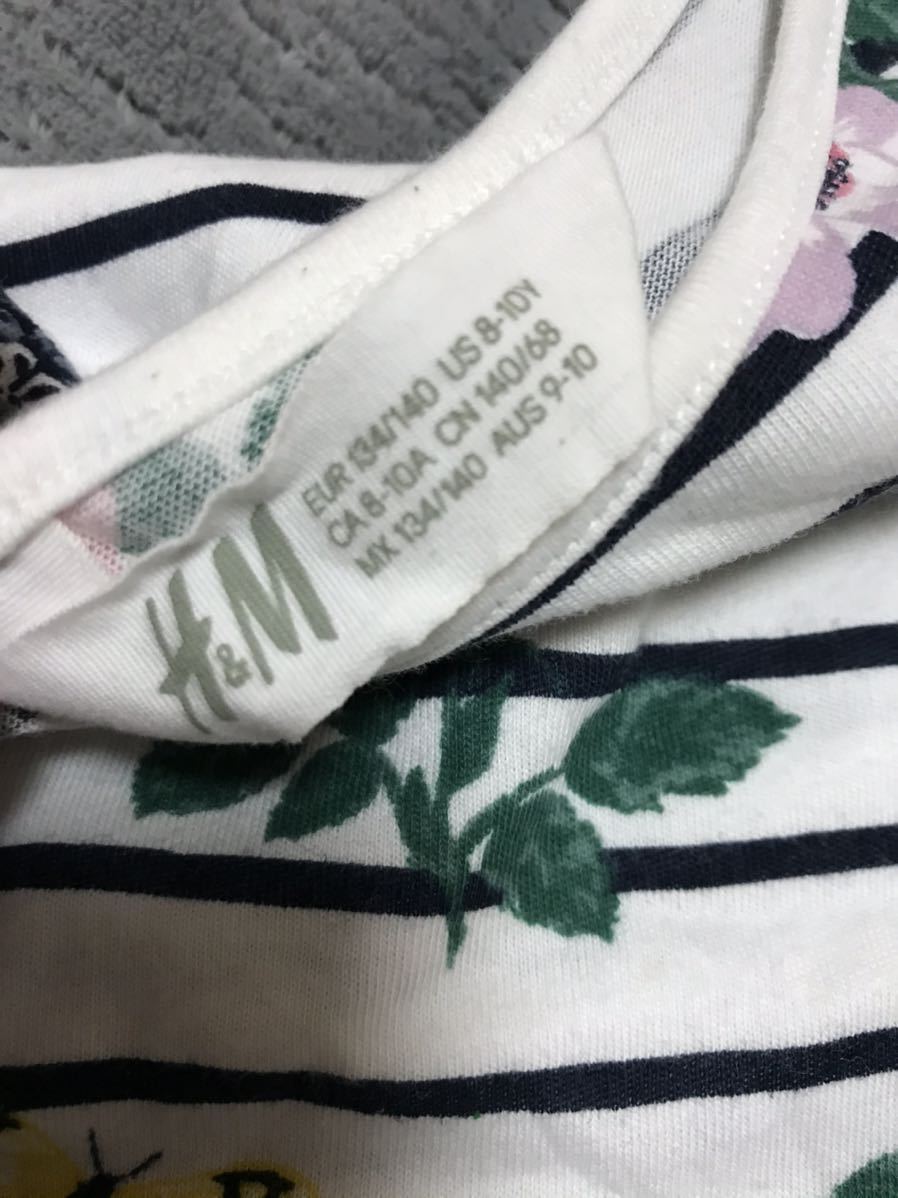 EUR 134/140 US 8-10Y
CA 8-10A CN 140/68
MX 134/140 AUS 9-10
H&M